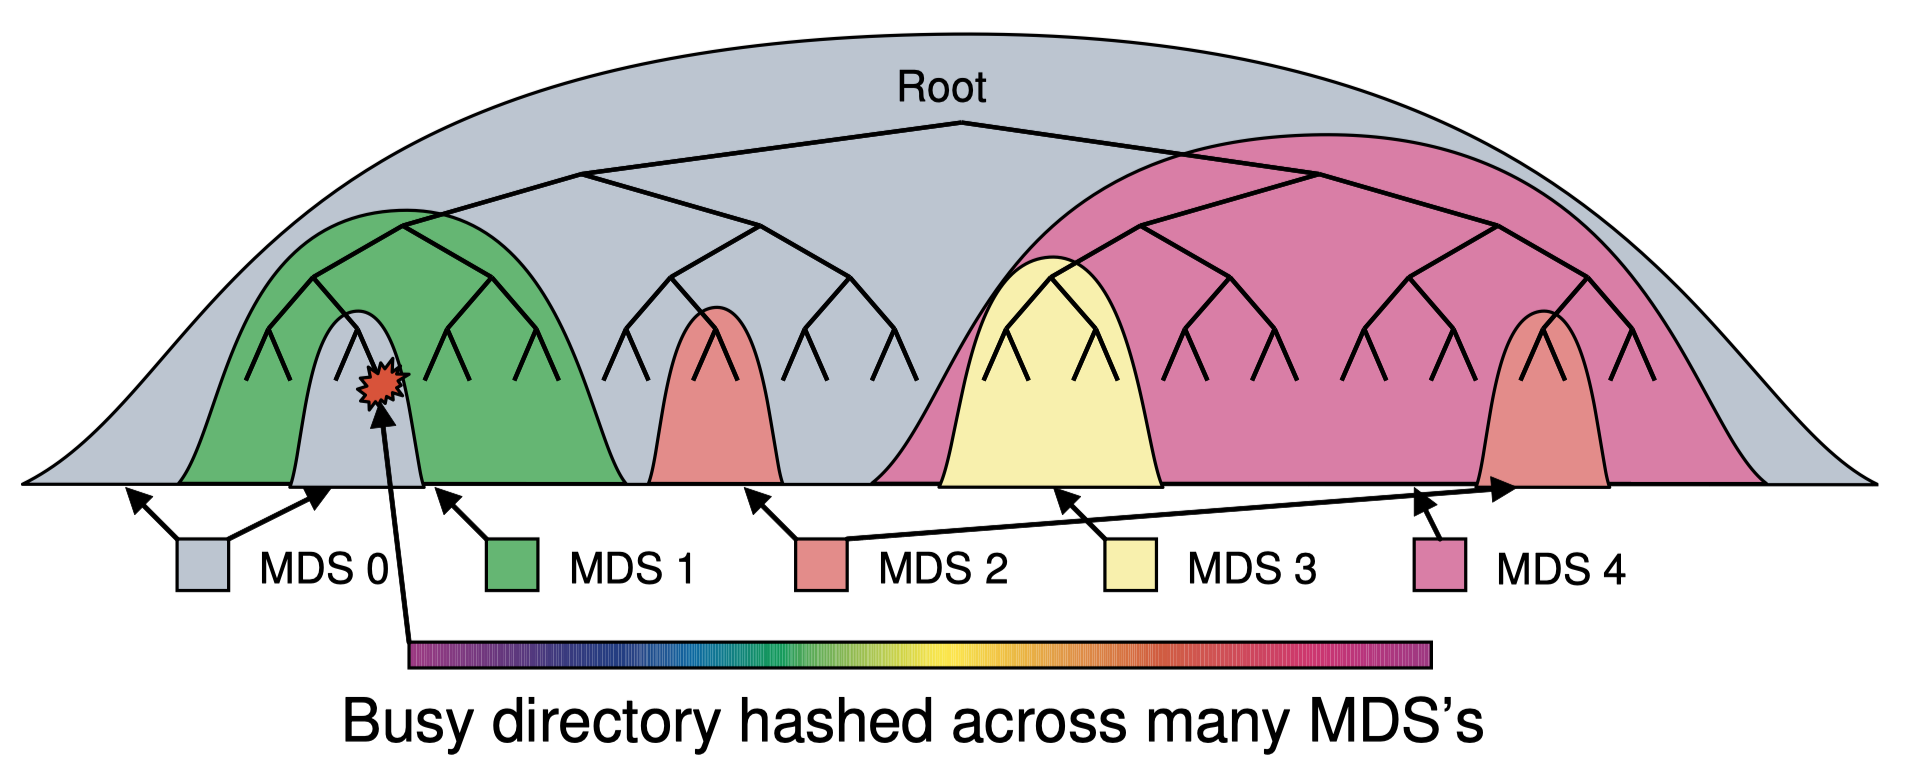 Root
MDS 0
MDS 1
MDS 2
MDS 3
MDS 4
Busy directory hashed across many MDS’s